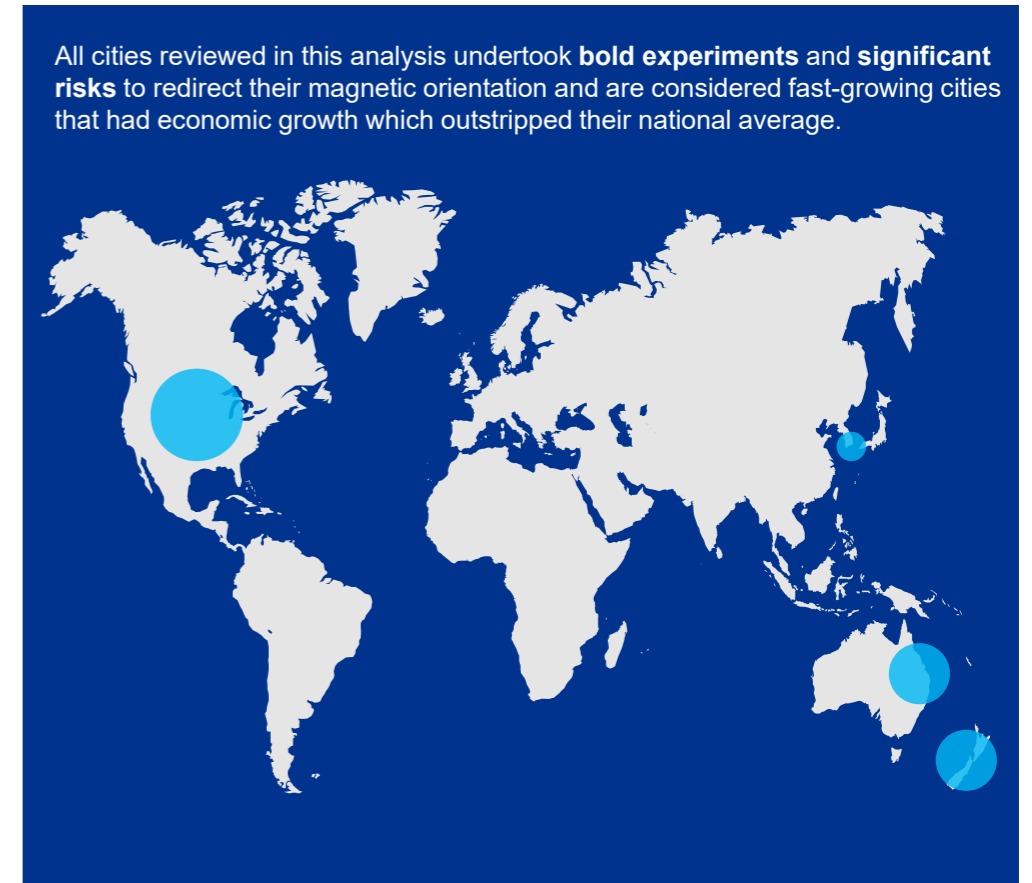 All cities reviewed in this analysis undertook bold experiments and significant
risks to redirect their magnetic orientation and are considered fast-growing cities
that had economic growth which outstripped their national average.